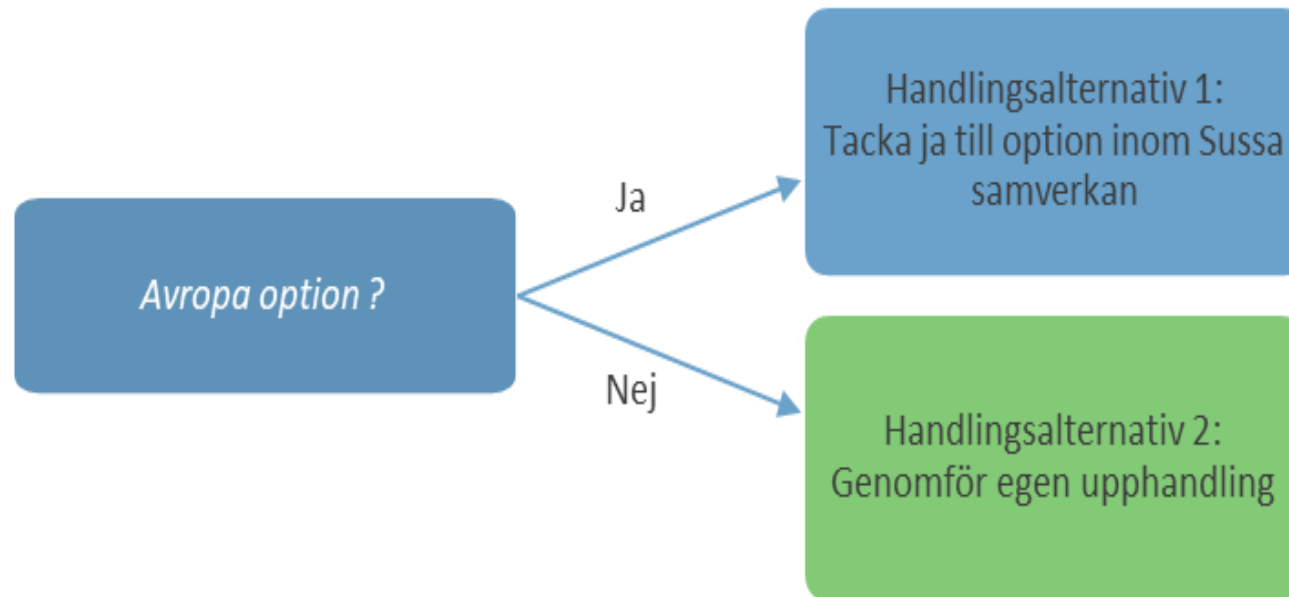 Avropa option ?
Ja
Nej
Handlingsalternativ 1:
Tacka ja till option inom Sussa
samverkan
Handlingsalternativ 2:
Genomför egen upphandling